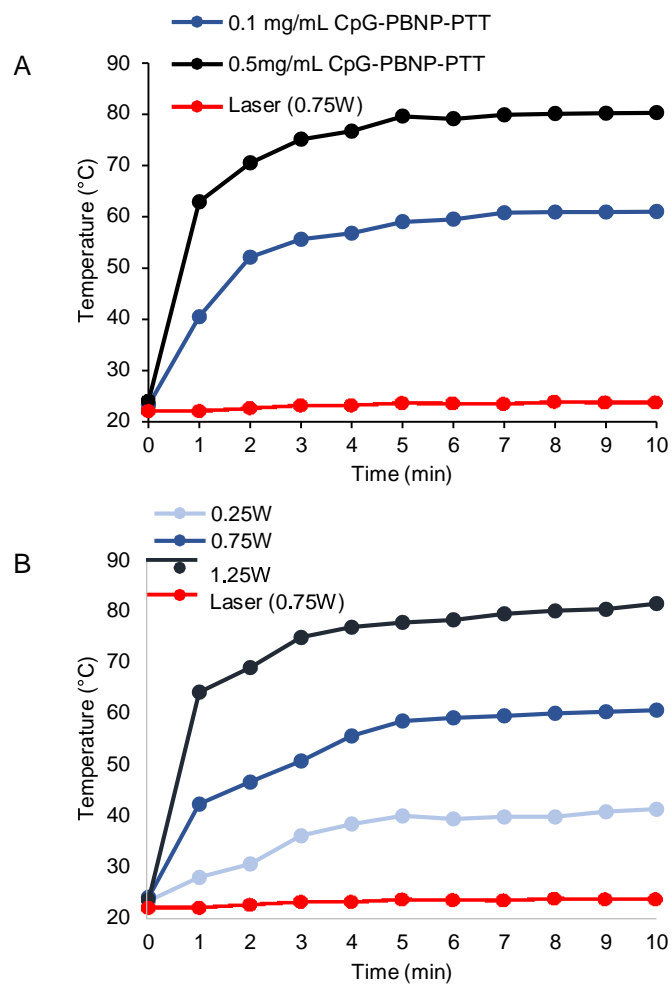 0.1 mg/mL CpG-PBNP-PTT
A
0.5mg/mL CpG-PBNP-PTT
Laser (0.75W)
90
80
70
60
50
40
30
20
Temperature (°C)
0 1 2 3 4 5 6 7 8 9 10
Time (min)
0.25W
B
0.75W
1.25W
Laser (0.75W)
90
80
70
60
50
40
30
20
Temperature (°C)
0 1 2 3 4 5 6 7 8 9 10
Time (min)